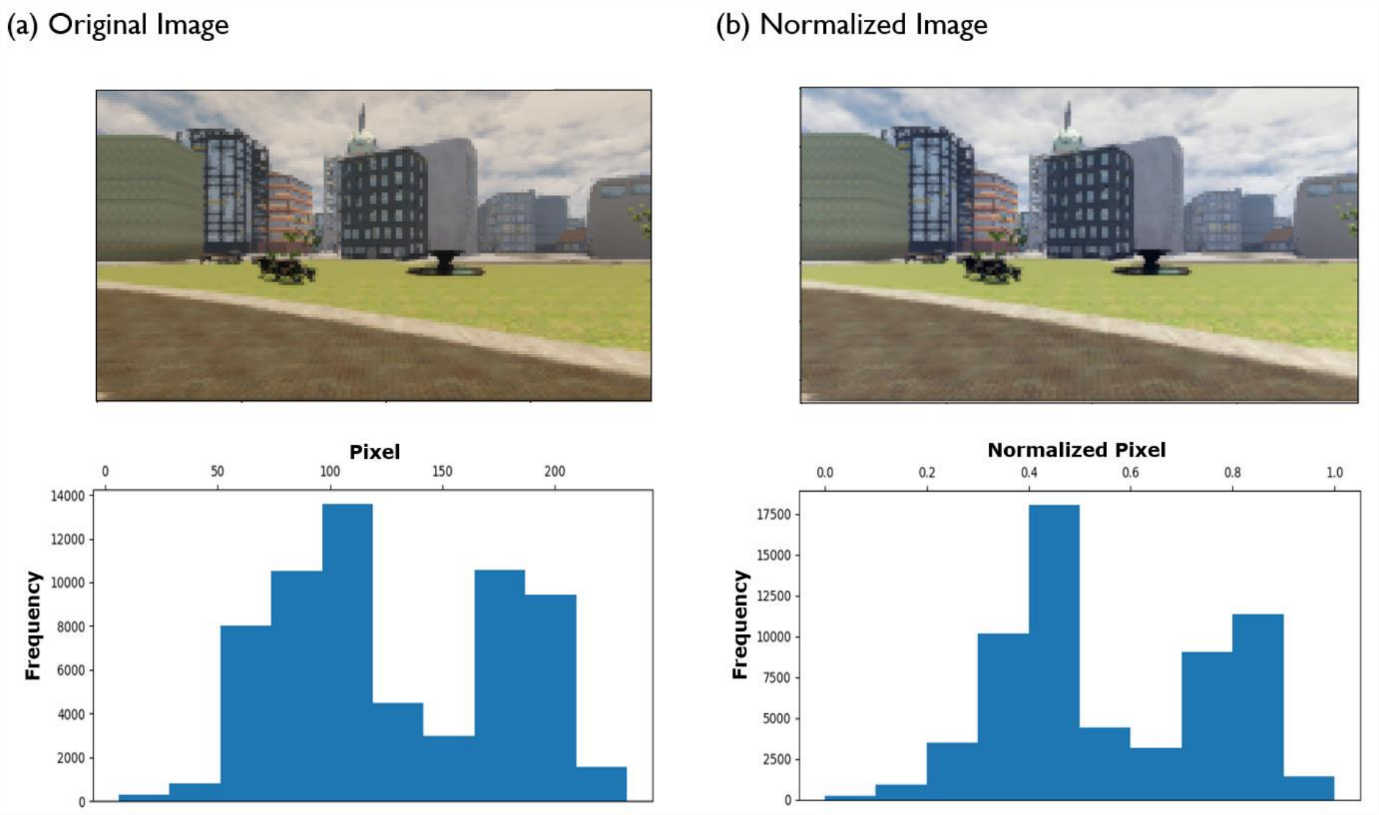 (a) Original Image
(b) Normalized Image
Pixel
0 50 100 150 200
14000
12000
10000
8000
6000
4000
2000
0
Frequency
Normalized Pixel
0.0 0.2 0.4 0.6 0.8 1.0
17500
15000
12500
10000
7500
5000
2500
0
Frequency